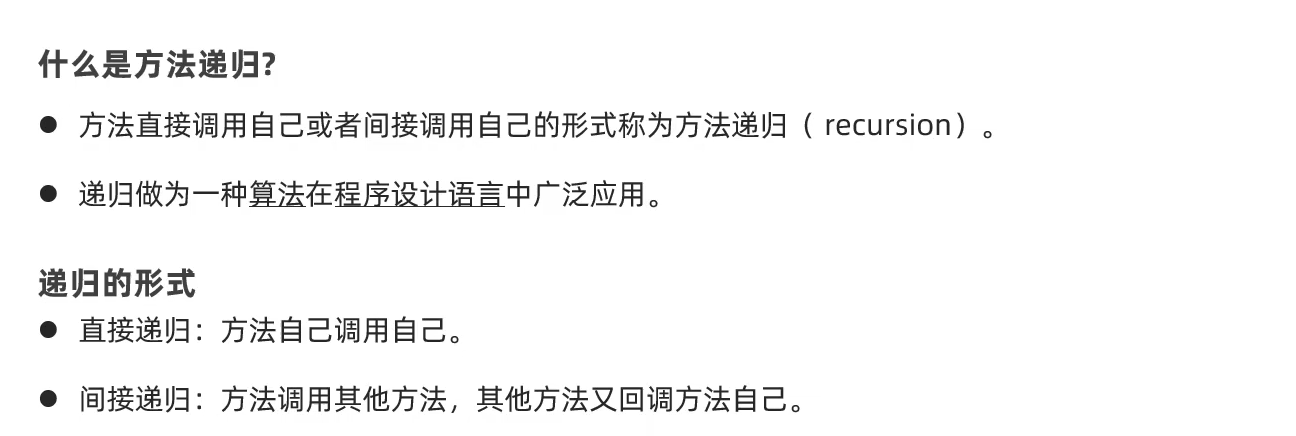 什么是方法递归?
● 方法直接调用自己或者间接调用自己的形式称为方法递归（ recursion）。
● 递归做为一种算法在程序设计语言中广泛应用。
递归的形式
● 直接递归：方法自己调用自己。
● 间接递归：方法调用其他方法，其他方法又回调方法自己。